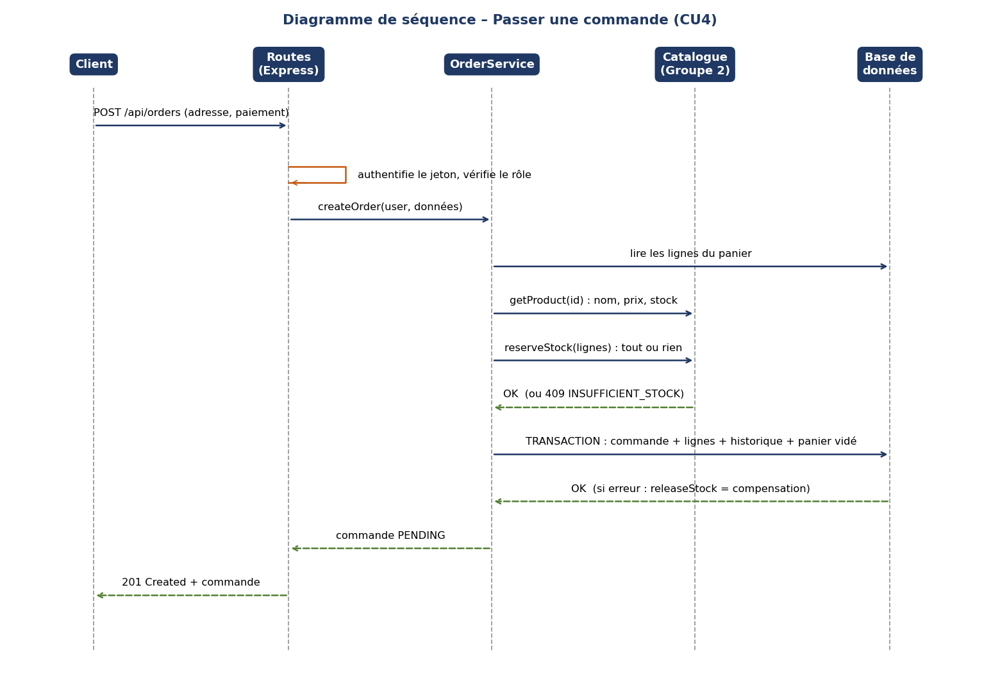 Diagramme de séquence – Passer une commande (CU4)
Client
Routes
(Express)
OrderService
Catalogue
(Groupe 2)
Base de
données
POST /api/orders (adresse, paiement)
authentifie le jeton, vérifie le rôle
createOrder(user, données)
lire les lignes du panier
getProduct(id) : nom, prix, stock
reserveStock(lignes) : tout ou rien
OK  (ou 409 INSUFFICIENT_STOCK)
TRANSACTION : commande + lignes + historique + panier vidé
OK  (si erreur : releaseStock = compensation)
commande PENDING
201 Created + commande